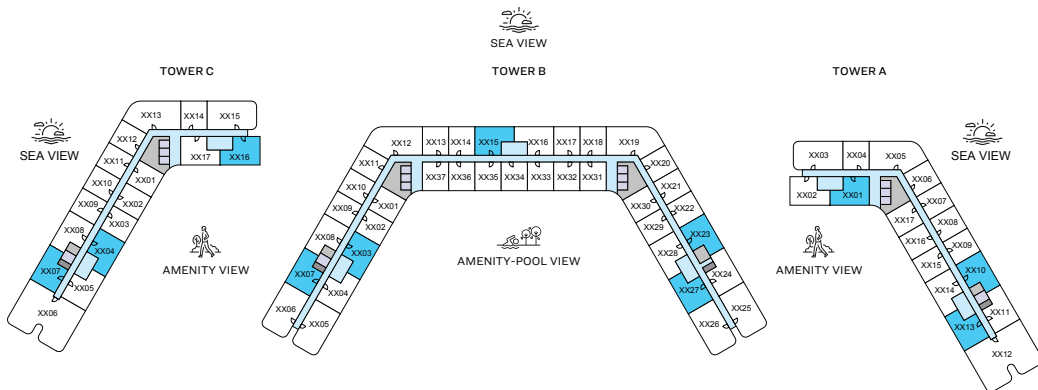 SEA VIEW
TOWER C
TOWER B
TOWER A
SEA VIEW
XX13
XX14
XX15
XX12
XX11
XX10
XX09
XX08
XX07
XX06
XX05
XX04
XX03
XX02
XX01
XX17
XX16
AMENITY VIEW
XX12
XX13
XX14
XX15
XX16
XX17
XX18
XX19
XX11
XX10
XX09
XX08
XX07
XX06
XX05
XX04
XX03
XX02
XX01
XX37
XX36
XX35
XX34
XX33
XX32
XX31
XX30
XX29
XX28
XX27
XX26
XX20
XX21
XX22
XX23
XX24
XX25
AMENITY-POOL VIEW
AMENITY VIEW
XX03
XX04
XX05
XX02
XX01
XX06
XX07
XX08
XX09
XX10
XX11
XX12
XX17
XX16
XX15
XX14
XX13
SEA VIEW